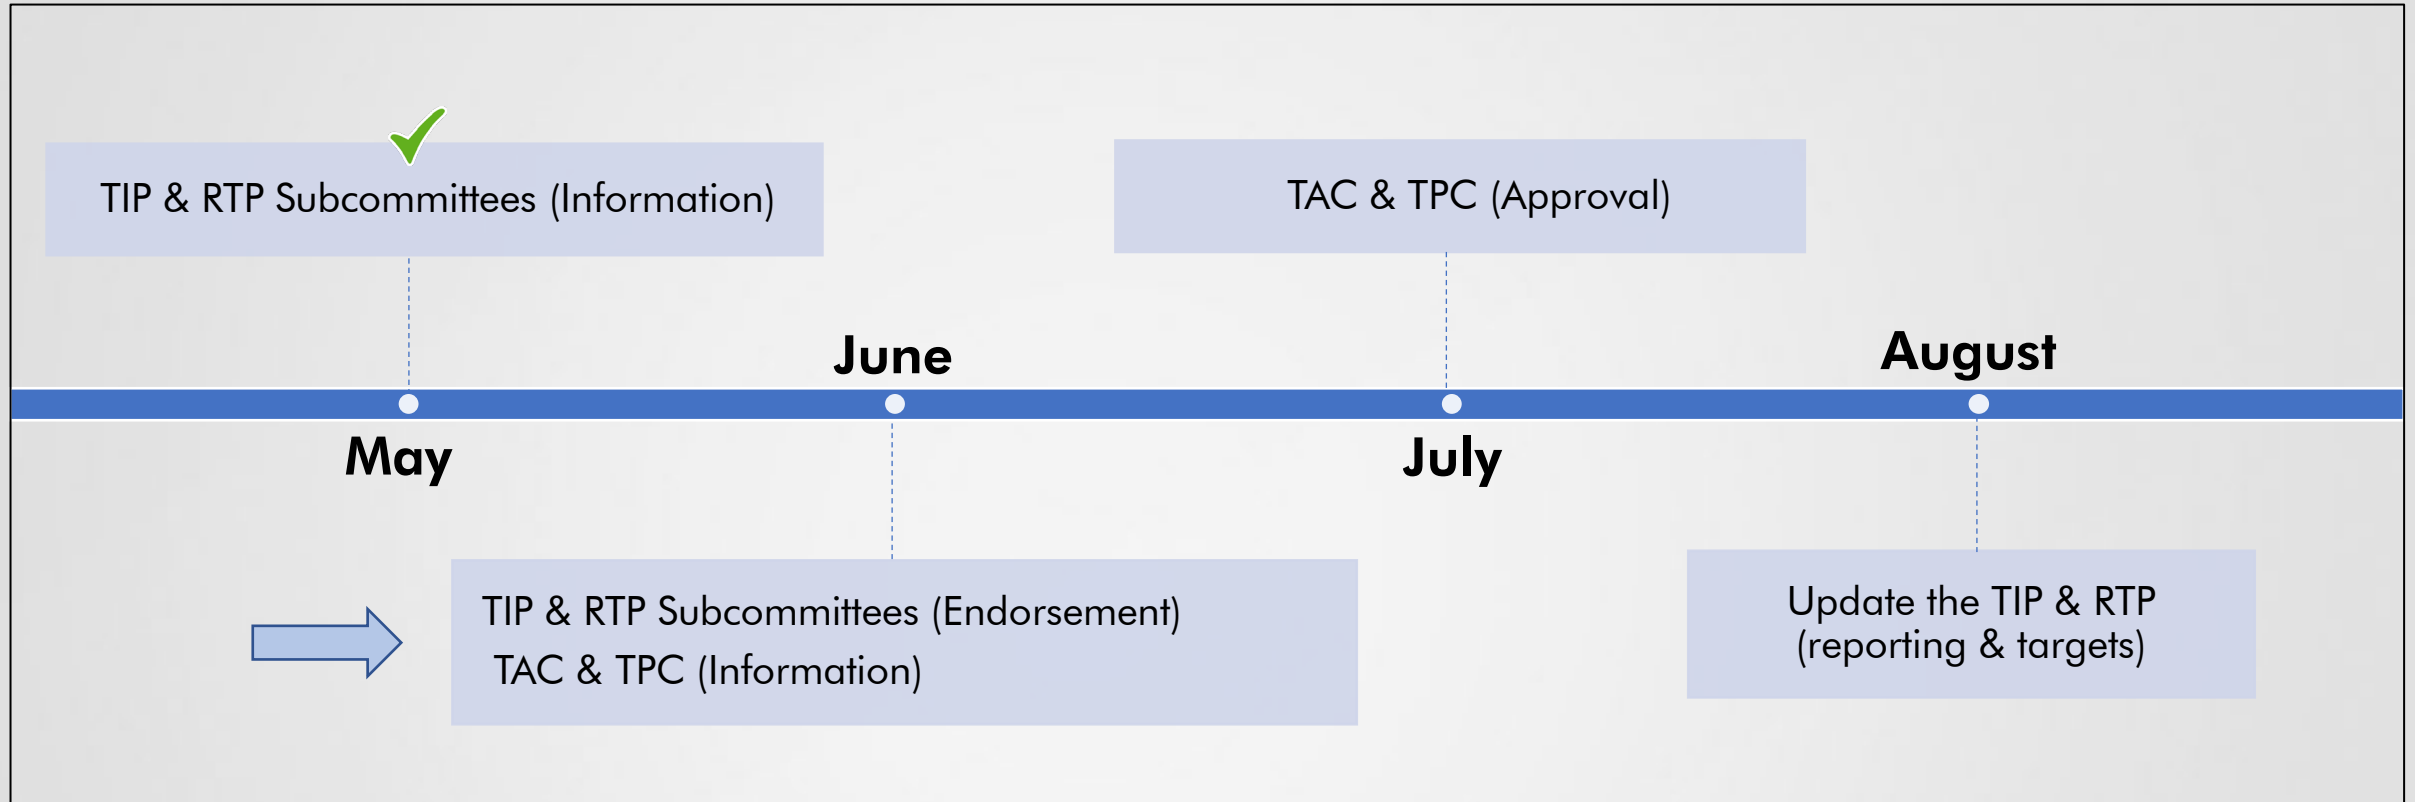 TIP & RTP Subcommittees (Information)
TAC & TPC (Approval)
June
August
May
July
TIP & RTP Subcommittees (Endorsement)
TAC & TPC (Information)
Update the TIP & RTP
(reporting & targets)